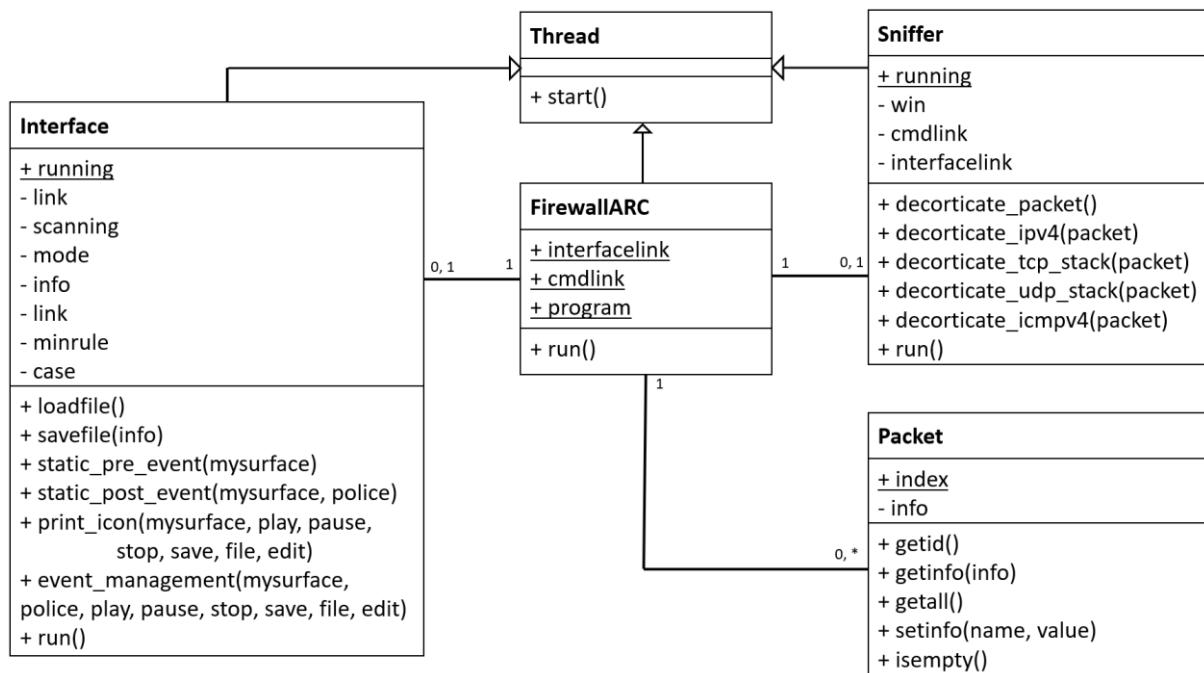 Thread
+ start()
Sniffer
+ running
- win
- cmdlink
- interfacelink
+ decorticate_packet()
+ decorticate_ipv4(packet)
+ decorticate_tcp_stack(packet)
+ decorticate_udp_stack(packet)
+ decorticate_icmpv4(packet)
+ run()
Interface
+ running
- link
- scanning
- mode
- info
- link
- minrule
- case
+ loadfile()
+ savefile(info)
+ static_pre_event(mysurface)
+ static_post_event(mysurface, police)
+ print_icon(mysurface, play, pause,
stop, save, file, edit)
+ event_management(mysurface,
police, play, pause, stop, save, file, edit)
+ run()
0, 1
1
FirewallARC
+ interfacelink
+ cmdlink
+ program
+ run()
1
0, 1
1
0, *
Packet
+ index
- info
+ getid()
+ getinfo(info)
+ getall()
+ setinfo(name, value)
+ isempty()